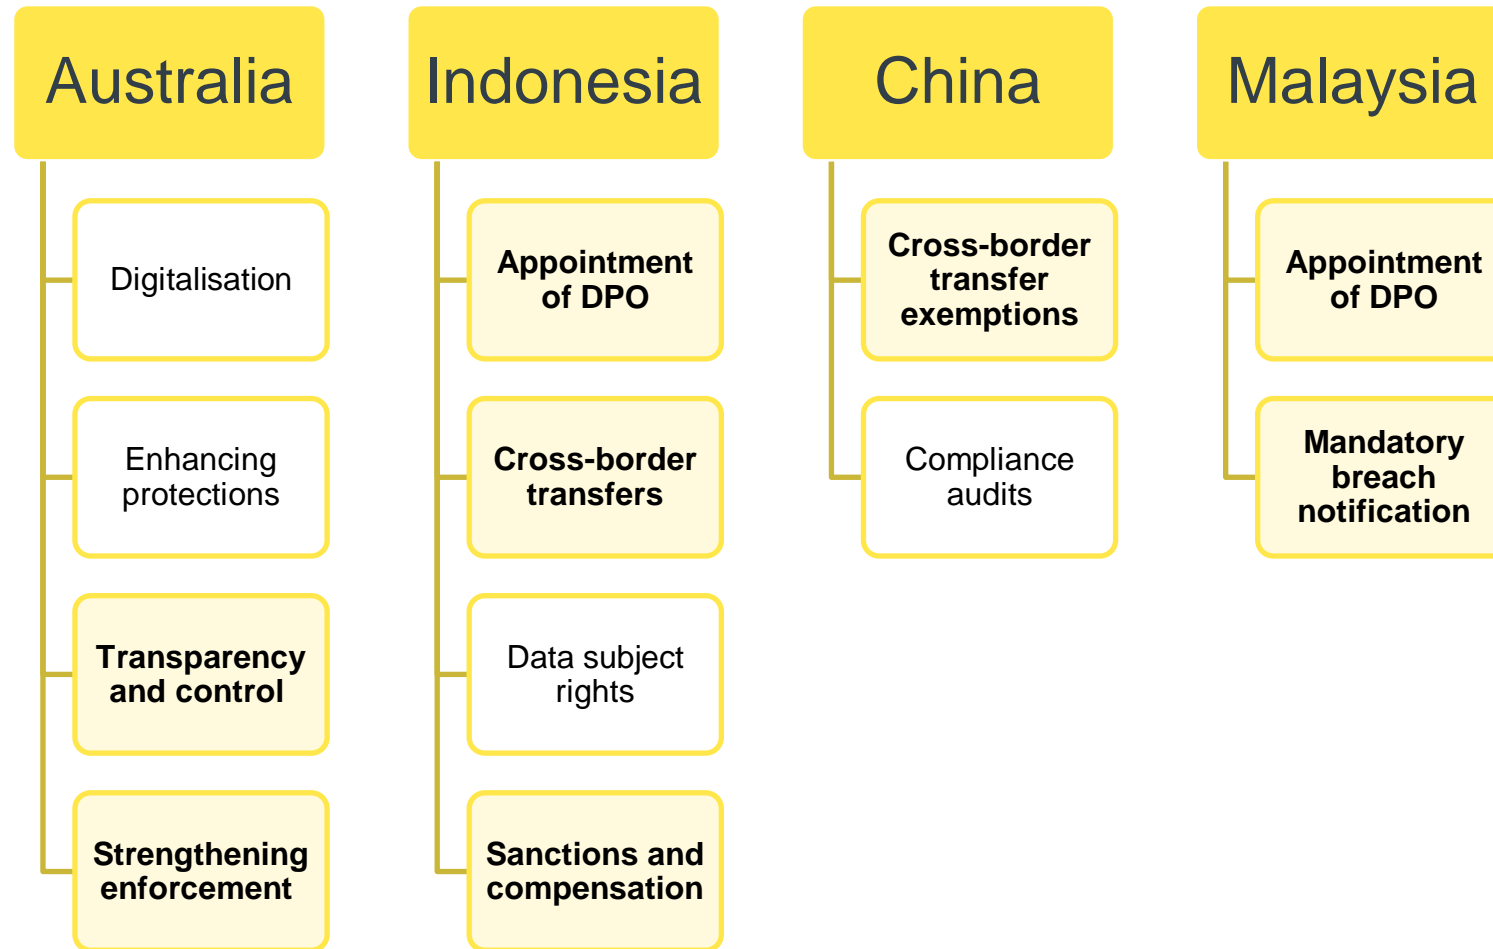 Australia
Digitalisation
Enhancing
protections
Transparency
and control
Strengthening
enforcement
Indonesia
Appointment
of DPO
Cross-border
transfers
Data subject
rights
Sanctions and
compensation
China
Cross-border
transfer
exemptions
Compliance
audits
Malaysia
Appointment
of DPO
Mandatory
breach
notification